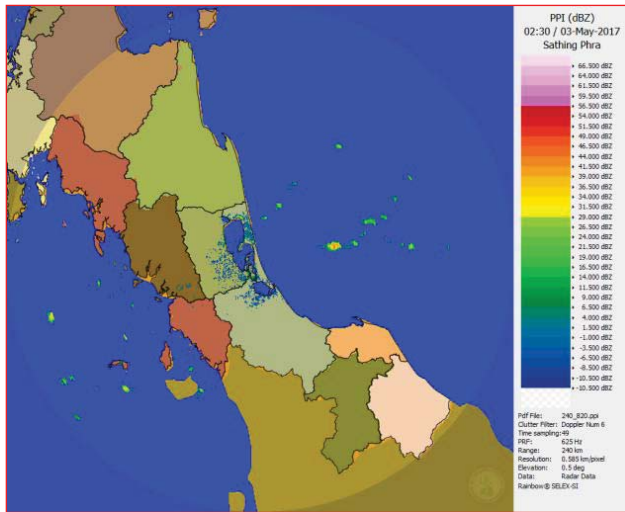 PPI (dBZ)
02:30 / 03-May-2017
Sathing Phra
66.500 dBZ
64.000 dBZ
61.500 dBZ
59.500 dBZ
56.500 dBZ
54.000 dBZ
51.500 dBZ
49.000 dBZ
46.500 dBZ
44.000 dBZ
41.500 dBZ
39.000 dBZ
36.500 dBZ
34.000 dBZ
31.500 dBZ
29.000 dBZ
26.500 dBZ
24.000 dBZ
21.500 dBZ
19.000 dBZ
16.500 dBZ
14.000 dBZ
11.500 dBZ
9.000 dBZ
6.500 dBZ
4.000 dBZ
1.500 dBZ
-1.000 dBZ
-3.500 dBZ
-6.500 dBZ
-8.500 dBZ
-10.500 dBZ
Pdf File: 240_820.ppi
Clutter Filter: Doppler Num 6
Time sampling: 49
PRF: 625 Hz
Range: 240 km
Resolution: 0.585 km/pixel
Elevation: 0.5 deg
Data: Radar Data
Rainbow® SELEX-SI